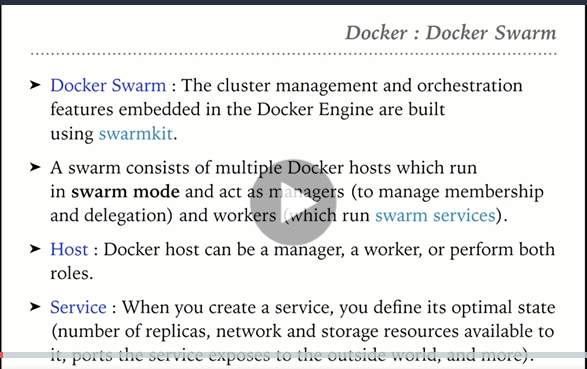 Docker : Docker Swarm
➤ Docker Swarm : The cluster management and orchestration
features embedded in the Docker Engine are built
using swarmkit.
➤ A swarm consists of multiple Docker hosts which run
in swarm mode and act as managers (to manage membership
and delegation) and workers (which run swarm services).
➤ Host : Docker host can be a manager, a worker, or perform both
roles.
➤ Service : When you create a service, you define its optimal state
(number of replicas, network and storage resources available to
it, ports the service exposes to the outside world, and more).